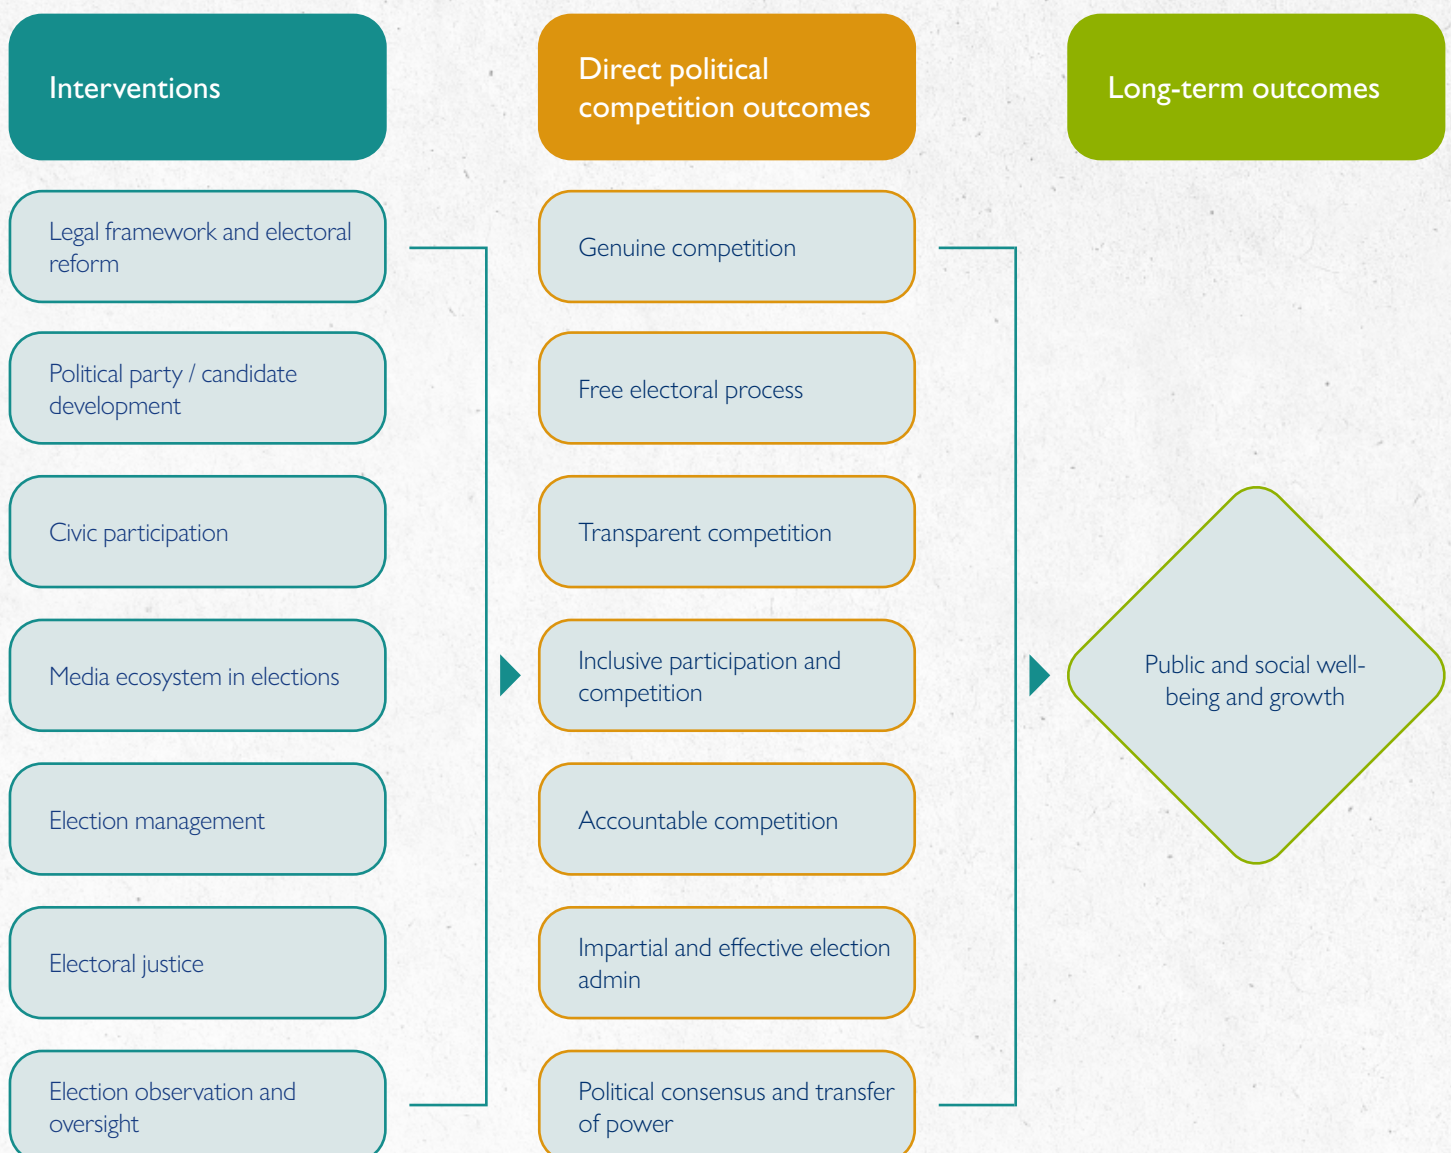 Interventions
Direct political
competition outcomes
Long-term outcomes
Legal framework and electoral
reform
Political party / candidate
development
Civic participation
Media ecosystem in elections
Election management
Electoral justice
Election observation and
oversight
Genuine competition
Free electoral process
Transparent competition
Inclusive participation and
competition
Accountable competition
Impartial and effective election
admin
Political consensus and transfer
of power
Public and social well-
being and growth